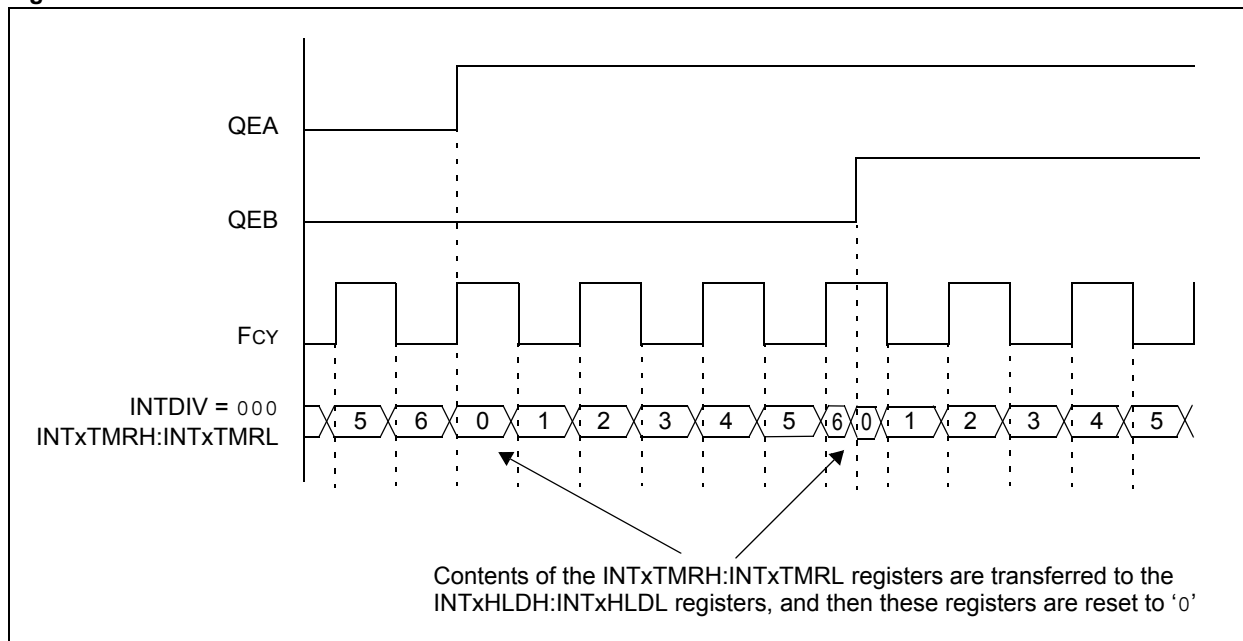 QEA
QEB
FCY
INTDIV = 000
INTxTMRH:INTxTMRL
5 6 0 1 2 3 4 5 6 0 1 2 3 4 5
Contents of the INTxTMRH:INTxTMRL registers are transferred to the
INTxHLDH:INTxHLDL registers, and then these registers are reset to ‘0’